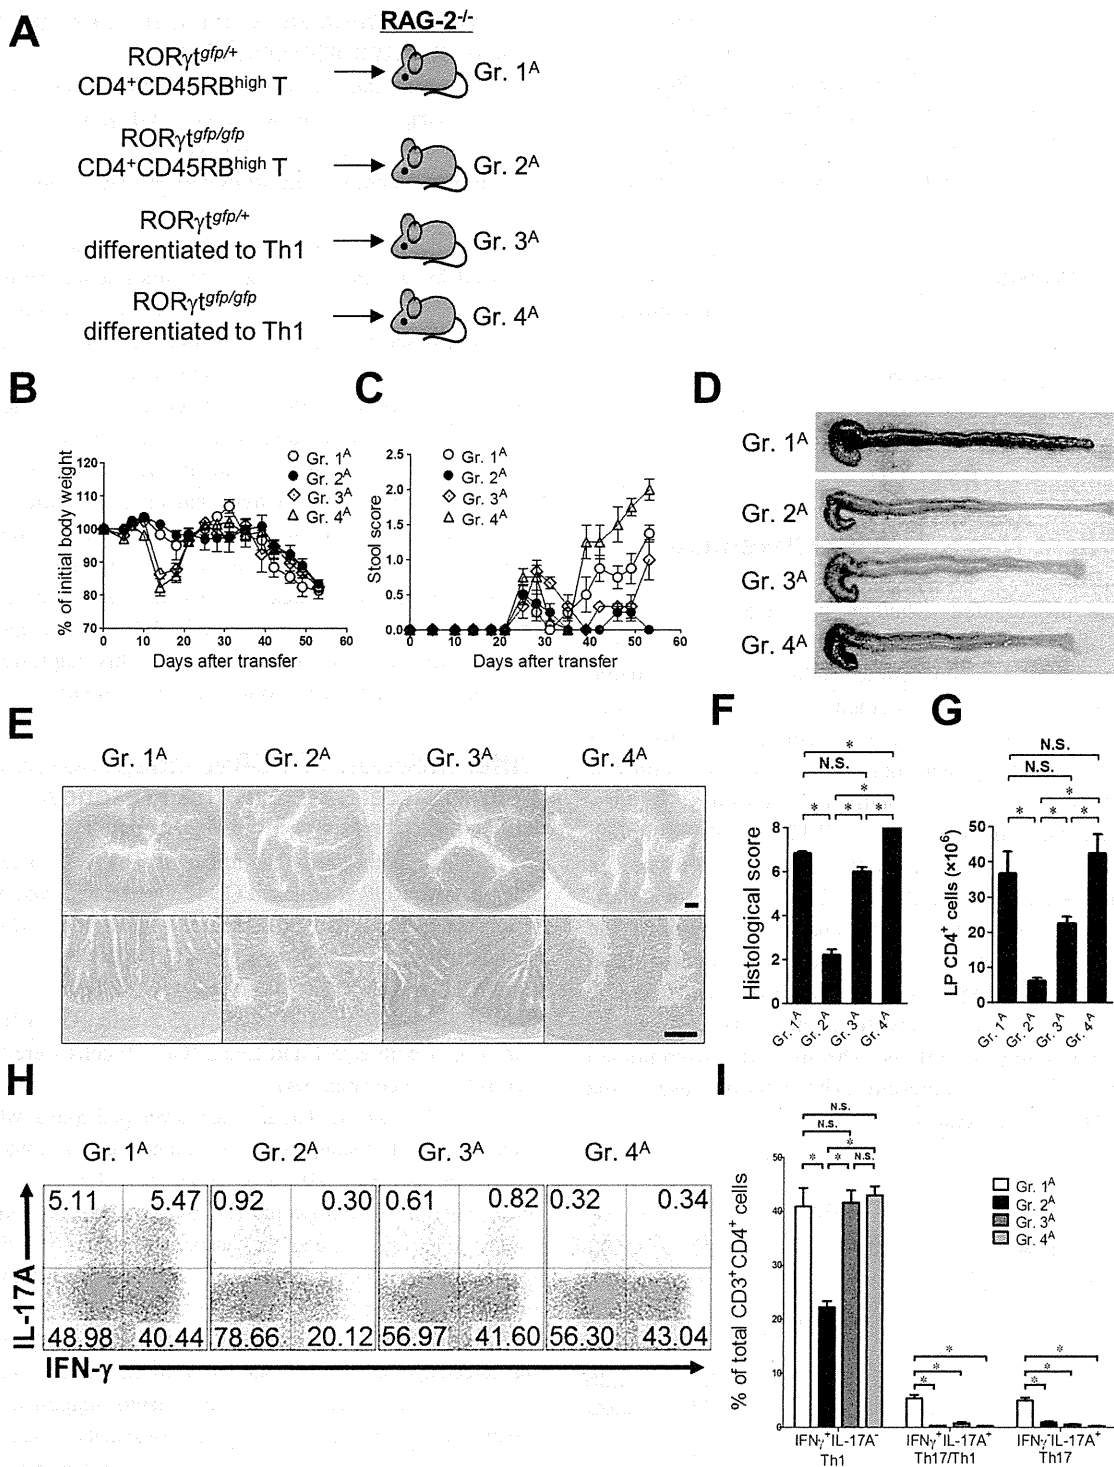 A
RAG-2-/-
RORγtgfp/+
CD4+CD45RBhigh T
Gr. 1A
RORγtgfp/gfp
CD4+CD45RBhigh T
Gr. 2A
RORγtgfp/+
differentiated to Th1
Gr. 3A
RORγtgfp/gfp
differentiated to Th1
Gr. 4A
B
% of initial body weight
120
110
100
90
80
70
0 10 20 30 40 50 60
Days after transfer
Gr. 1A
Gr. 2A
Gr. 3A
Gr. 4A
C
Stool score
2.5
2.0
1.5
1.0
0.5
0.0
0 10 20 30 40 50 60
Days after transfer
Gr. 1A
Gr. 2A
Gr. 3A
Gr. 4A
D
Gr. 1A
Gr. 2A
Gr. 3A
Gr. 4A
E
Gr. 1A Gr. 2A Gr. 3A Gr. 4A
F
*
N.S.
*
* * *
Histological score
8
6
4
2
0
Gr. 1A Gr. 2A Gr. 3A Gr. 4A
G
N.S.
N.S.
*
* * *
LP CD4+ cells (×10⁶)
50
40
30
20
10
0
Gr. 1A Gr. 2A Gr. 3A Gr. 4A
H
Gr. 1A Gr. 2A Gr. 3A Gr. 4A
5.11 5.47 0.92 0.30 0.61 0.82 0.32 0.34
48.98 40.44 78.66 20.12 56.97 41.60 56.30 43.04
IL-17A
IFN-γ
I
% of total CD3+CD4+ cells
50
40
30
20
10
0
N.S.
N.S.
*
* * N.S.
*
*
*
*
*
*
Gr. 1A
Gr. 2A
Gr. 3A
Gr. 4A
IFNγ+IL-17A- IFNγ+IL-17A+ IFNγ-IL-17A+
Th1 Th17/Th1 Th17